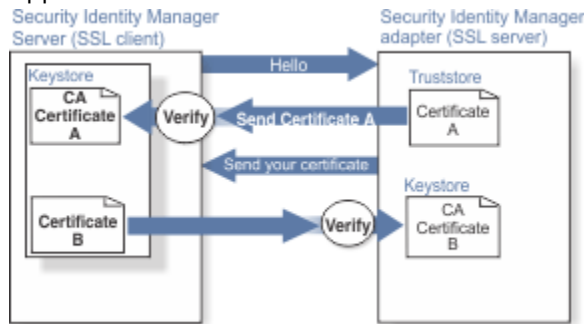 Security Identity Manager
Server (SSL client)
Security Identity Manager
adapter (SSL server)
Keystore
CA
Certificate
A
Hello
Truststore
Certificate
A
Verify
Send Certificate A
Send your certificate
Keystore
CA
Certificate
B
Certificate
B
Verify